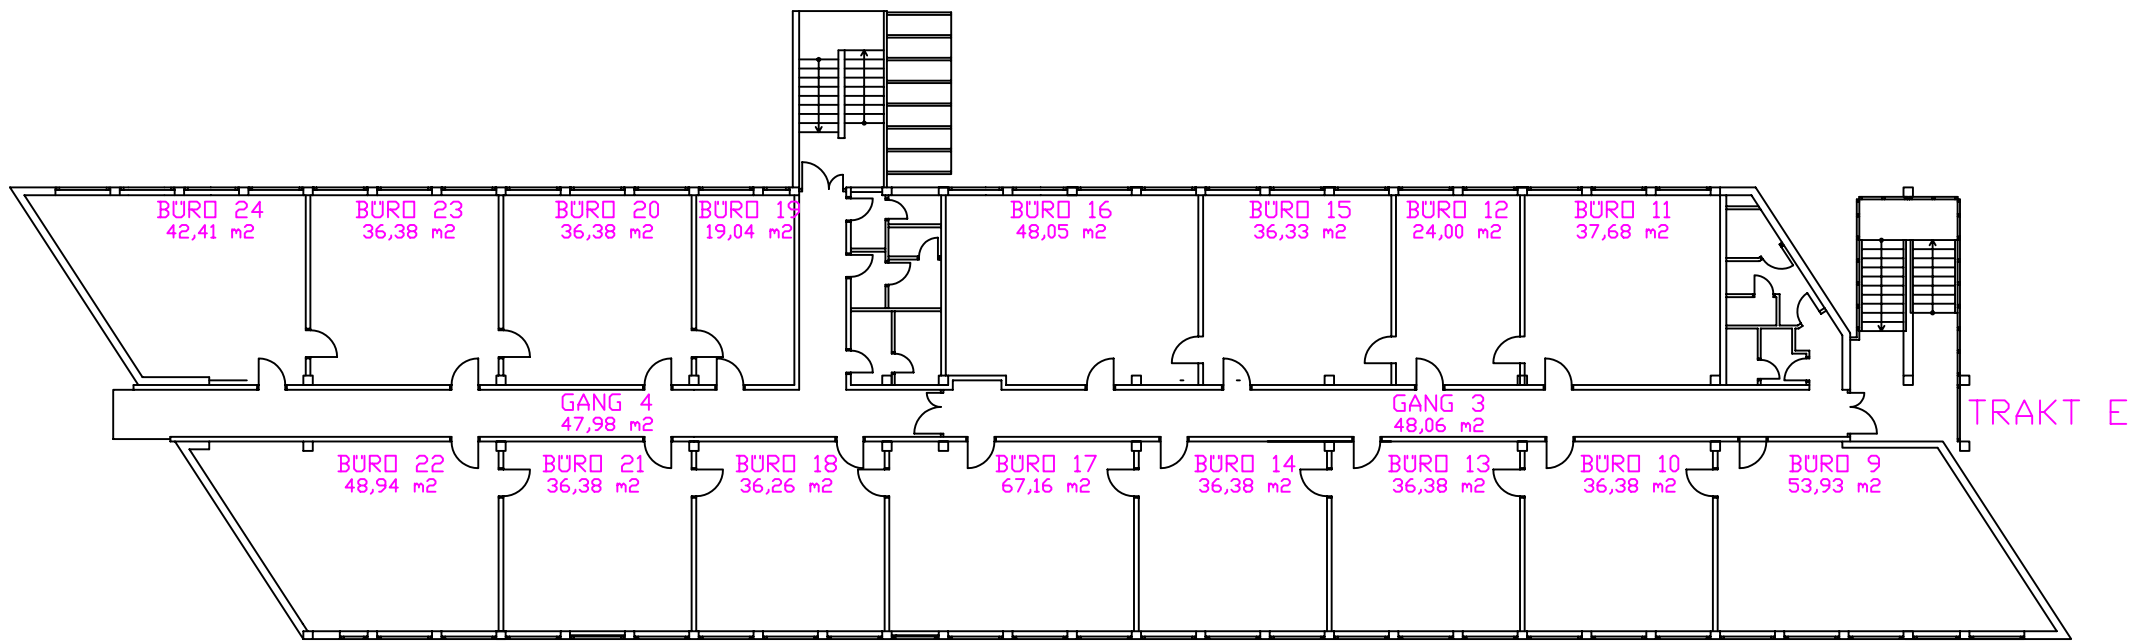 BÜRO 24
42,41 m2
BÜRO 23
36,38 m2
BÜRO 20
36,38 m2
BÜRO 19
19,04 m2
BÜRO 16
48,05 m2
BÜRO 15
36,33 m2
BÜRO 12
24,00 m2
BÜRO 11
37,68 m2
GANG 4
47,98 m2
GANG 3
48,06 m2
TRAKT E
BÜRO 22
48,94 m2
BÜRO 21
36,38 m2
BÜRO 18
36,26 m2
BÜRO 17
67,16 m2
BÜRO 14
36,38 m2
BÜRO 13
36,38 m2
BÜRO 10
36,38 m2
BÜRO 9
53,93 m2